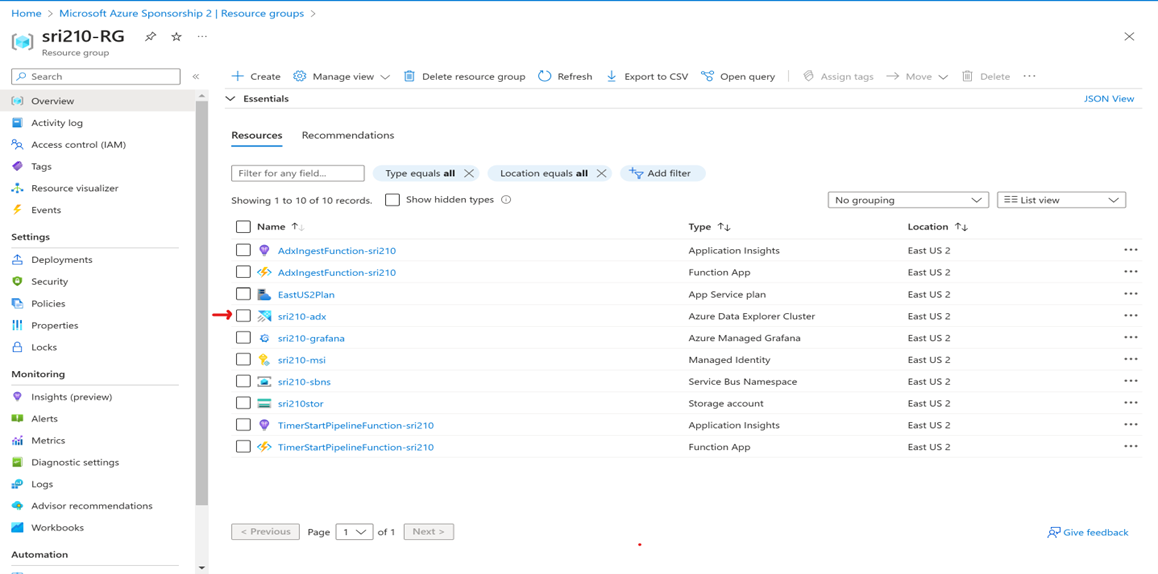 Home > Microsoft Azure Sponsorship 2 | Resource groups >
sri210-RG
Resource group
Search
«
Create
Manage view
Delete resource group
Refresh
Export to CSV
Open query
Assign tags
Move
Delete
Overview
Activity log
Access control (IAM)
Tags
Resource visualizer
Events
Settings
Deployments
Security
Policies
Properties
Locks
Monitoring
Insights (preview)
Alerts
Metrics
Diagnostic settings
Logs
Advisor recommendations
Workbooks
Automation
Essentials
JSON View
Resources Recommendations
Filter for any field...
Type equals all
Location equals all
Add filter
Showing 1 to 10 of 10 records.
Show hidden types
No grouping
List view
Name Type Location
AdxIngestFunction-sri210 Application Insights East US 2
AdxIngestFunction-sri210 Function App East US 2
EastUS2Plan App Service plan East US 2
sri210-adx Azure Data Explorer Cluster East US 2
sri210-grafana Azure Managed Grafana East US 2
sri210-msi Managed Identity East US 2
sri210-sbns Service Bus Namespace East US 2
sri210stor Storage account East US 2
TimerStartPipelineFunction-sri210 Application Insights East US 2
TimerStartPipelineFunction-sri210 Function App East US 2
< Previous Page 1 of 1 Next >
Give feedback